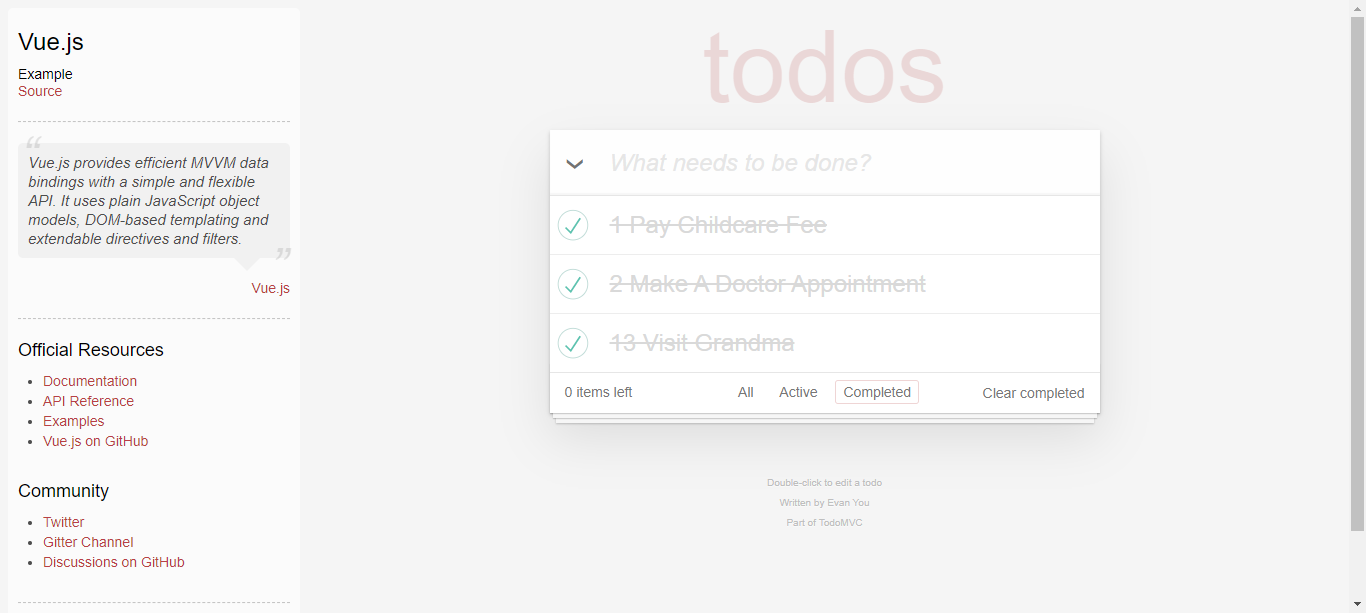 Vue.js
Example
Source
“
Vue.js provides efficient MVVM data
bindings with a simple and flexible
API. It uses plain JavaScript object
models, DOM-based templating and
extendable directives and filters.
”
Vue.js
Official Resources
Documentation
API Reference
Examples
Vue.js on GitHub
Community
Twitter
Gitter Channel
Discussions on GitHub
todos
What needs to be done?
1 Pay Childcare Fee
2 Make A Doctor Appointment
13 Visit Grandma
0 items left All Active Completed Clear completed
Double-click to edit a todo
Written by Evan You
Part of TodoMVC